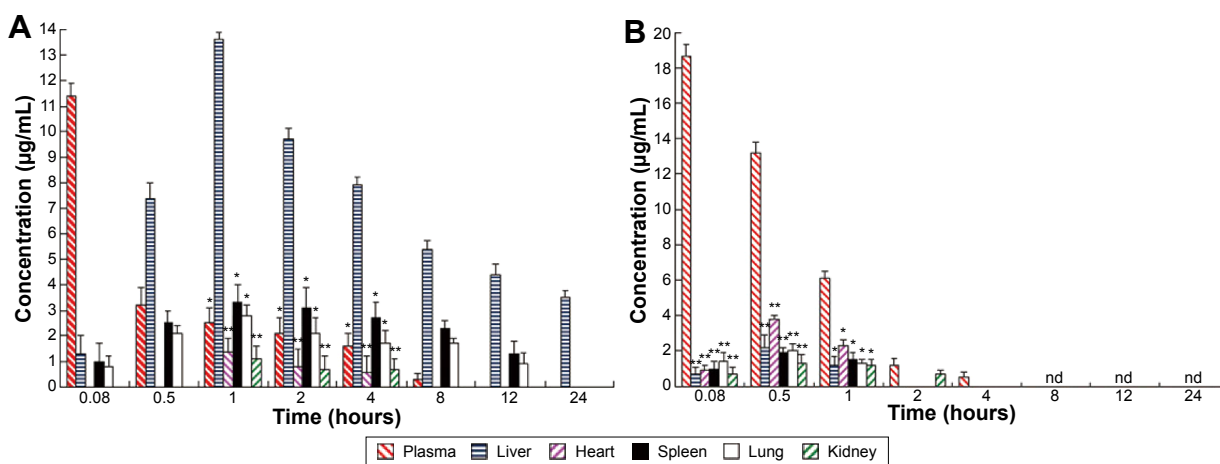 A
14
13
12
11
10
9
8
7
6
5
4
3
2
1
0
Concentration (µg/mL)
* ** * * **
* ** * * **
* ** * * **
0.08 0.5 1 2 4 8 12 24
Time (hours)
B
20
18
16
14
12
10
8
6
4
2
0
Concentration (µg/mL)
** ** ** ** **
** ** ** ** **
* * * * *
nd nd nd
0.08 0.5 1 2 4 8 12 24
Time (hours)
Plasma Liver Heart Spleen Lung Kidney